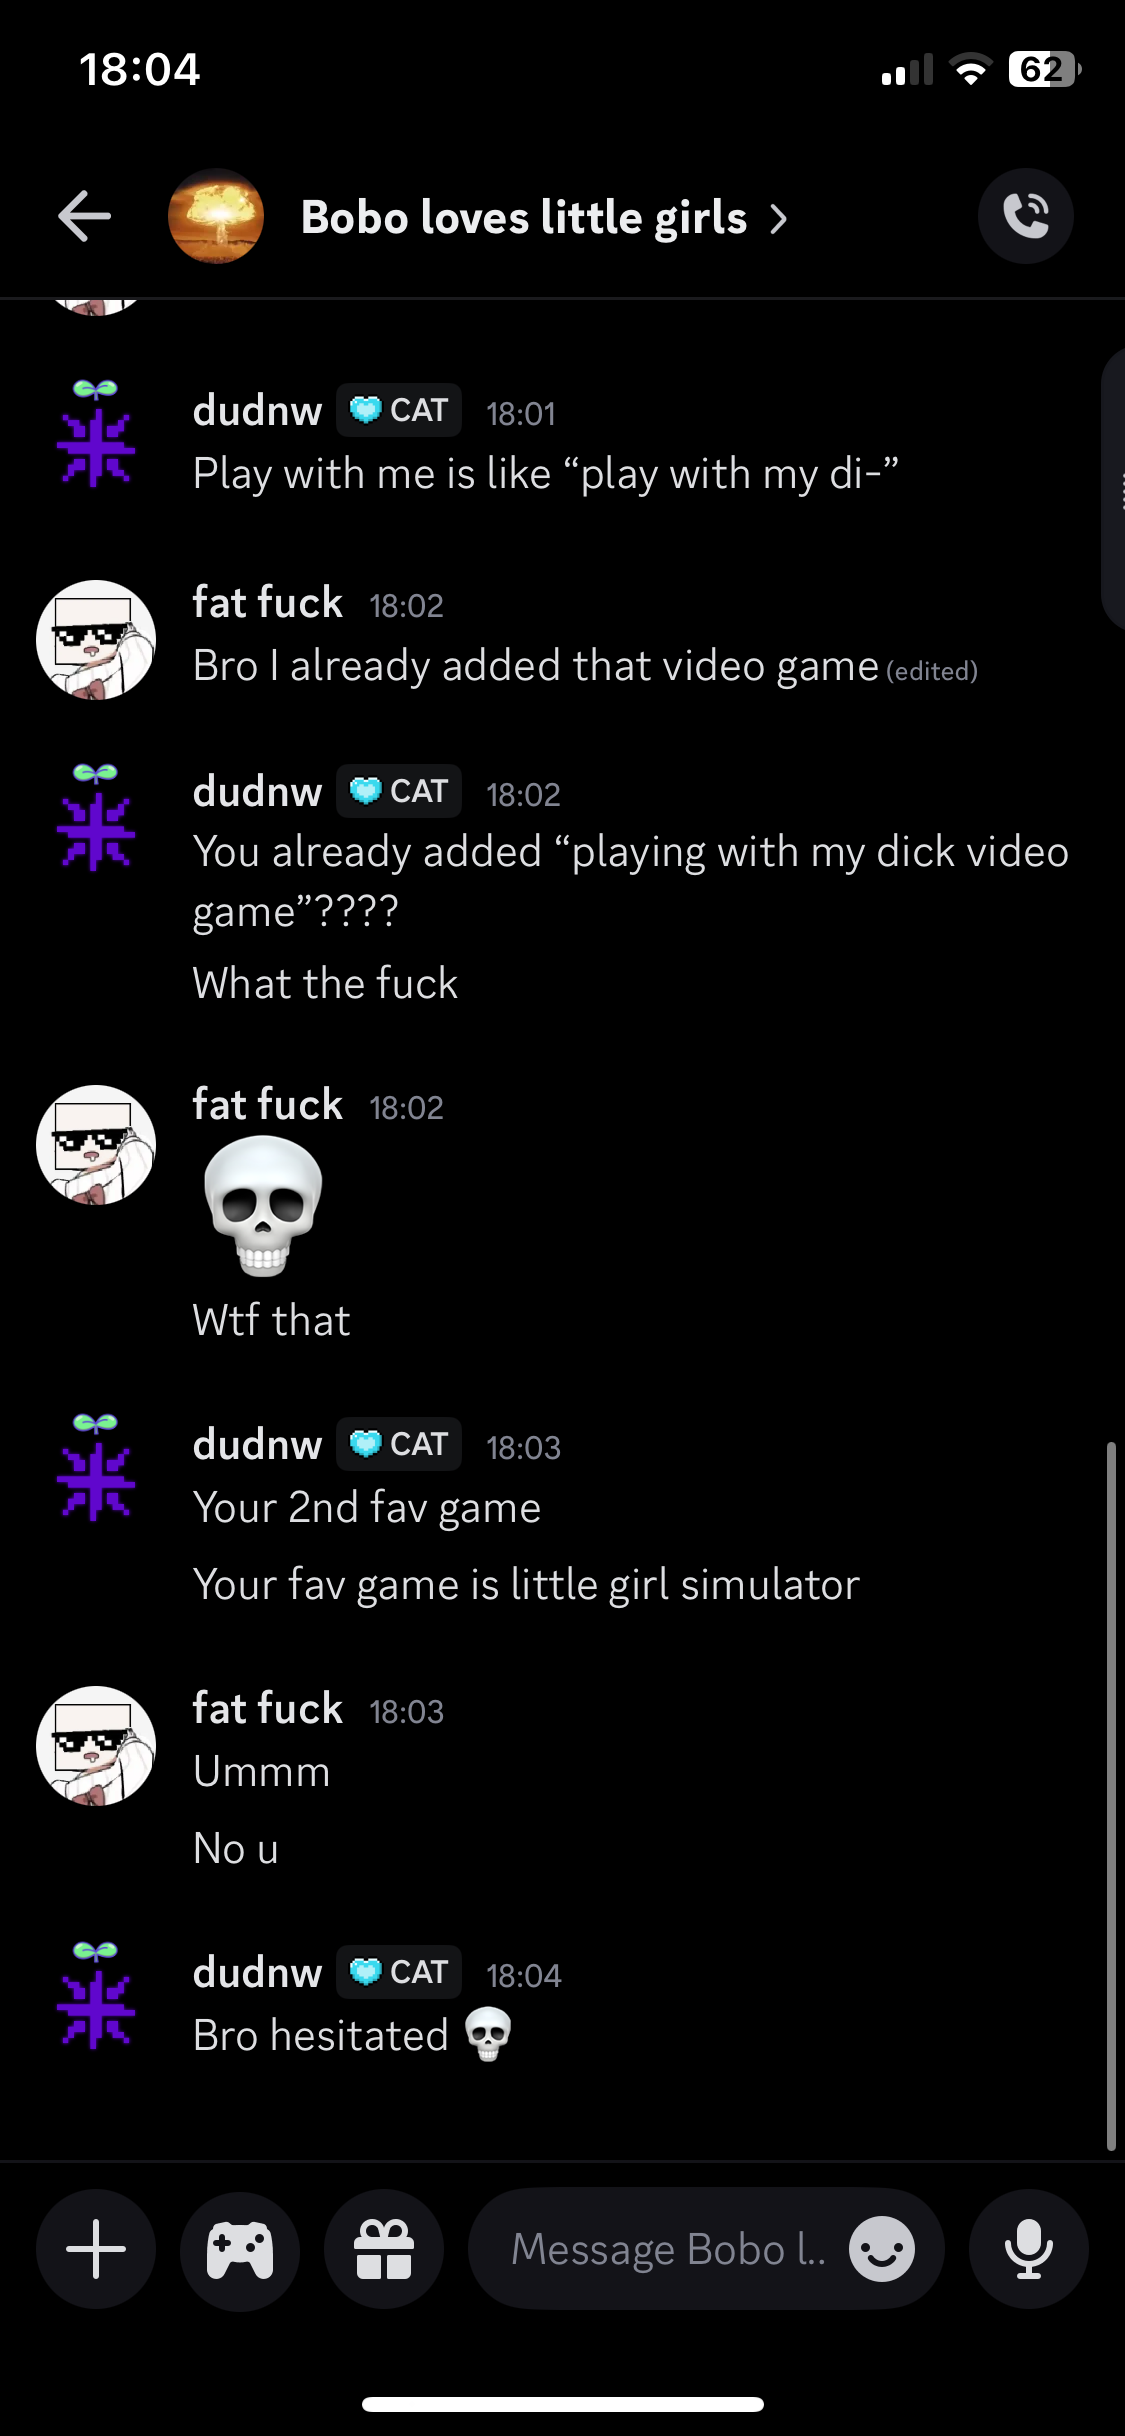 18:04
62
Bobo loves little girls
dudnw CAT 18:01
Play with me is like “play with my di-”
fat fuck 18:02
Bro I already added that video game (edited)
dudnw CAT 18:02
You already added “playing with my dick video
game”????
What the fuck
fat fuck 18:02
💀
Wtf that
dudnw CAT 18:03
Your 2nd fav game
Your fav game is little girl simulator
fat fuck 18:03
Ummm
No u
dudnw CAT 18:04
Bro hesitated 💀
Message Bobo l..